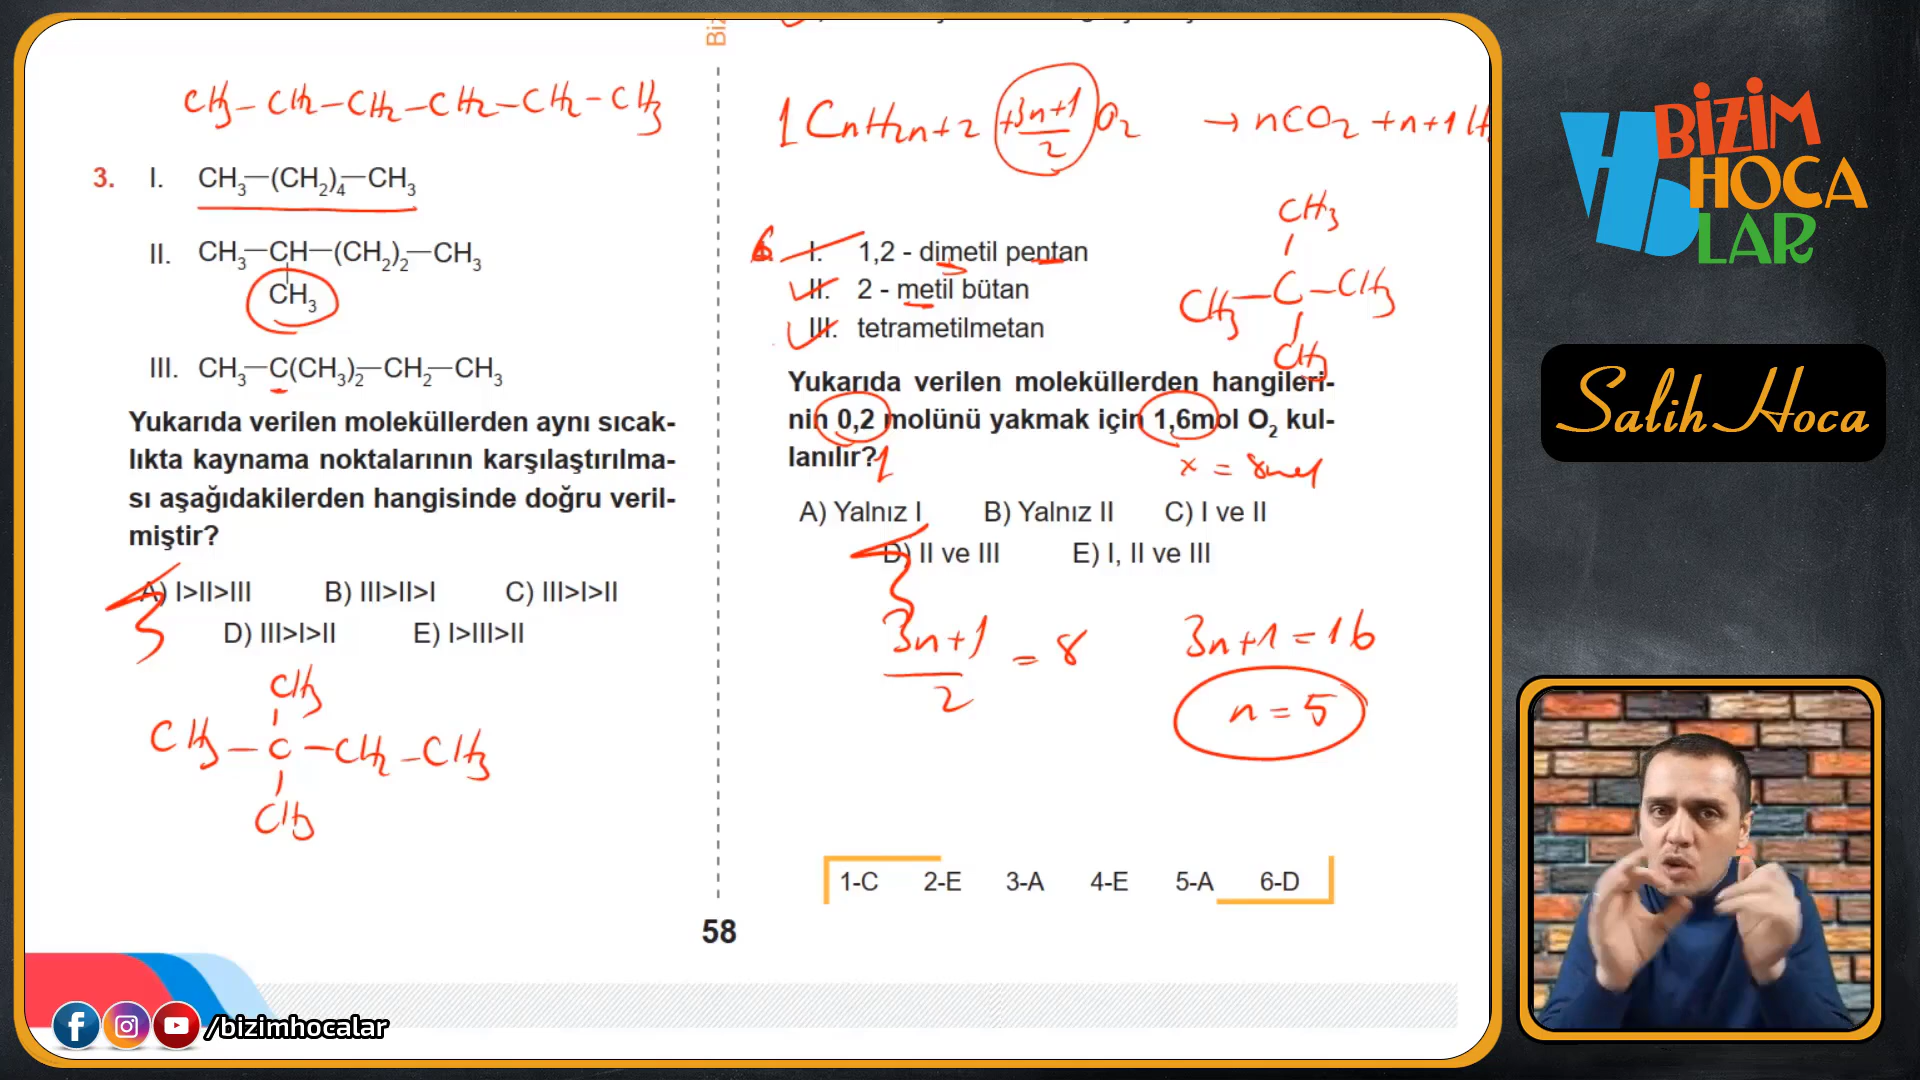 CH3-CH2-CH2-CH2-CH2-CH3
3. I. CH3—(CH2)4—CH3
II. CH3—CH—(CH2)2—CH3
CH3
III. CH3—C(CH3)2—CH2—CH3
Yukarıda verilen moleküllerden aynı sıcak-
lıkta kaynama noktalarının karşılaştırılma-
sı aşağıdakilerden hangisinde doğru veril-
miştir?
A) I>II>III B) III>II>I C) III>I>II
D) III>I>II E) I>III>II
CH3
CH3-C-CH2-CH3
CH3
1 CnH2n+2 + 3n+1/2 O2 → nCO2 + n+1H
6. I. 1,2 - dimetil pentan
II. 2 - metil bütan
III. tetrametilmetan
CH3
CH3-C-CH3
CH3
Yukarıda verilen moleküllerden hangileri-
nin 0,2 molünü yakmak için 1,6mol O2 kul-
lanılır?
1 x = 8mol
A) Yalnız I B) Yalnız II C) I ve II
D) II ve III E) I, II ve III
3n+1/2 = 8 3n+1=16
n=5
1-C 2-E 3-A 4-E 5-A 6-D
58
/bizimhocalar
BİZİM
HOCA
LAR
Salih Hoca